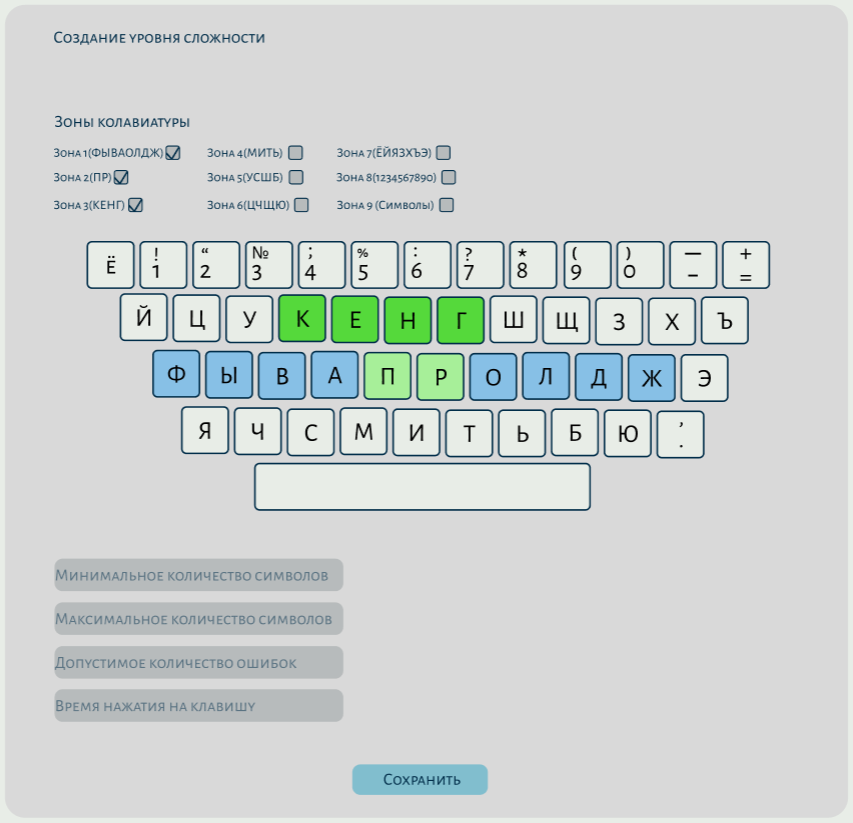 Создание уровня сложности
Зоны колавиатуры
Зона 1(ФЫВАОЛДЖ) Зона 4(МИТЬ) Зона 7(ЁЙЯЗХЪЭ)
Зона 2(ПР) Зона 5(УСШБ) Зона 8(1234567890)
Зона 3(КЕНГ) Зона 6(ЦЧЩЮ) Зона 9 (Символы)
! “ № ; % : ? * ( ) — +
Ё 1 2 3 4 5 6 7 8 9 0 - =
Й Ц У К Е Н Г Ш Щ З Х Ъ
Ф Ы В А П Р О Л Д Ж Э
Я Ч С М И Т Ь Б Ю , .
Минимальное количество символов
Максимальное количество символов
Допустимое количество ошибок
Время нажатия на клавишу
Сохранить